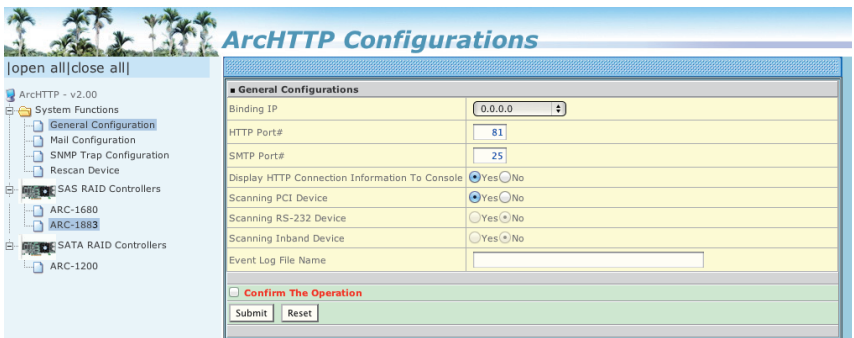 ArcHTTP Configurations
|open all|close all|
ArcHTTP - v2.00
System Functions
General Configuration
Mail Configuration
SNMP Trap Configuration
Rescan Device
SAS RAID Controllers
ARC-1680
ARC-1883
SATA RAID Controllers
ARC-1200
General Configurations
Binding IP 0.0.0.0
HTTP Port# 81
SMTP Port# 25
Display HTTP Connection Information To Console Yes No
Scanning PCI Device Yes No
Scanning RS-232 Device Yes No
Scanning Inband Device Yes No
Event Log File Name
Confirm The Operation
Submit Reset